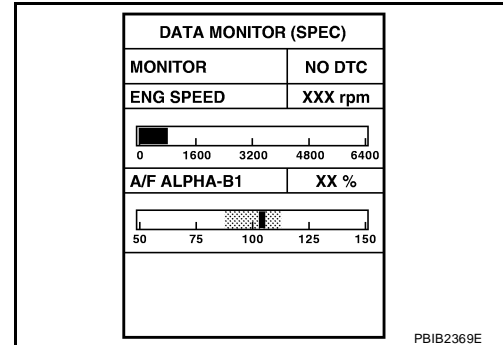 DATA MONITOR (SPEC)
MONITOR NO DTC
ENG SPEED XXX rpm
0 1600 3200 4800 6400
A/F ALPHA-B1 XX %
50 75 100 125 150
PBIB2369E